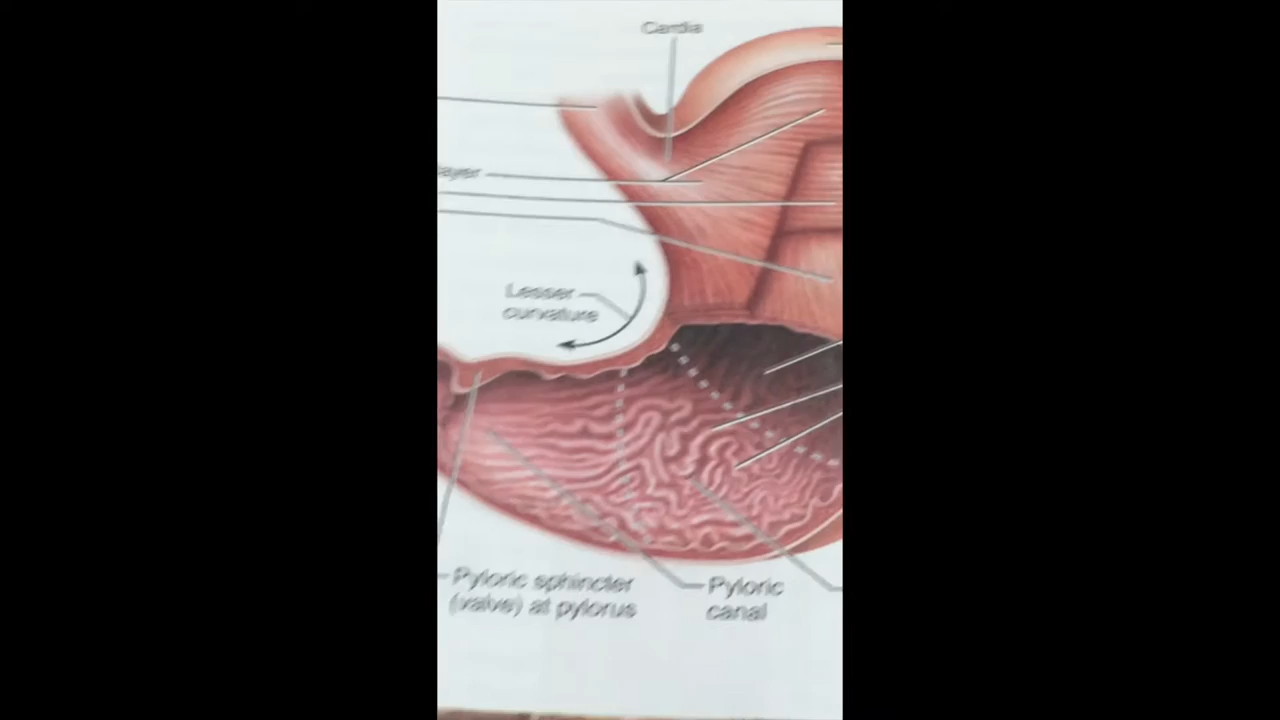 Cardia
layer
Lesser
curvature
Pyloric sphincter
(valve) at pylorus
Pyloric
canal